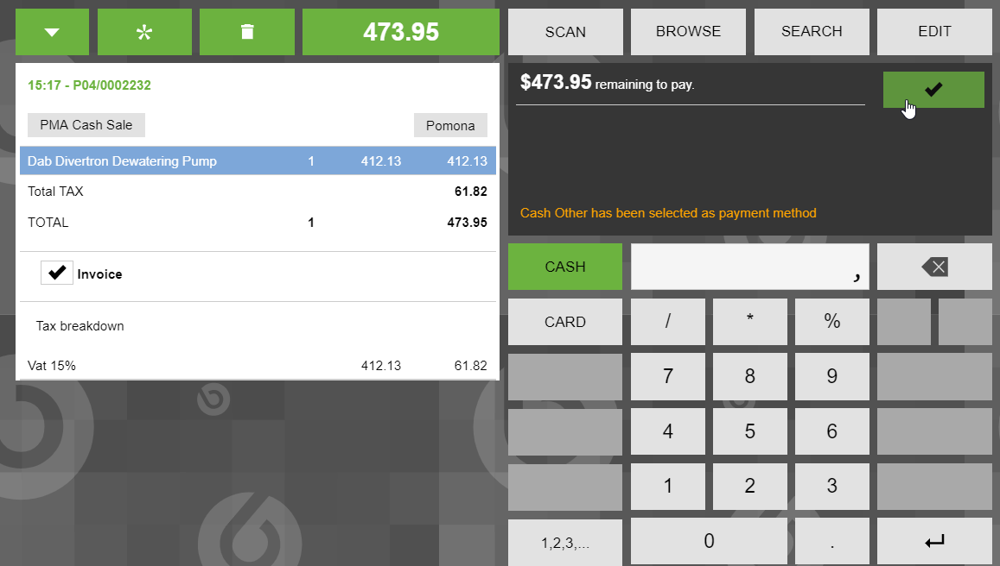 473.95
SCAN
BROWSE
SEARCH
EDIT
15:17 - P04/0002232
PMA Cash Sale
Pomona
Dab Divertron Dewatering Pump 1 412.13 412.13
Total TAX 61.82
TOTAL 1 473.95
Invoice
Tax breakdown
Vat 15% 412.13 61.82
$473.95 remaining to pay.
Cash Other has been selected as payment method
CASH
,
CARD
/ * %
7 8 9
4 5 6
1 2 3
1,2,3,...
0 .